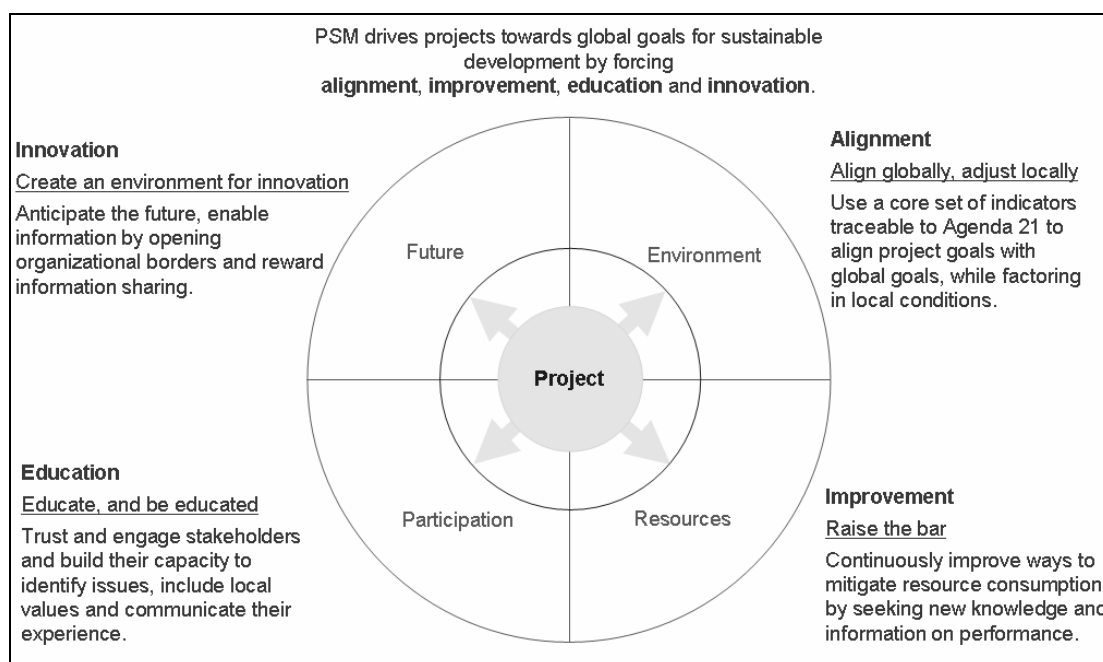 PSM drives projects towards global goals for sustainable
development by forcing
alignment, improvement, education and innovation.
Innovation
Create an environment for innovation
Anticipate the future, enable
information by opening
organizational borders and reward
information sharing.
Alignment
Align globally, adjust locally
Use a core set of indicators
traceable to Agenda 21 to
align project goals with
global goals, while factoring
in local conditions.
Future
Environment
Project
Participation
Resources
Education
Educate, and be educated
Trust and engage stakeholders
and build their capacity to
identify issues, include local
values and communicate their
experience.
Improvement
Raise the bar
Continuously improve ways to
mitigate resource consumption
by seeking new knowledge and
information on performance.